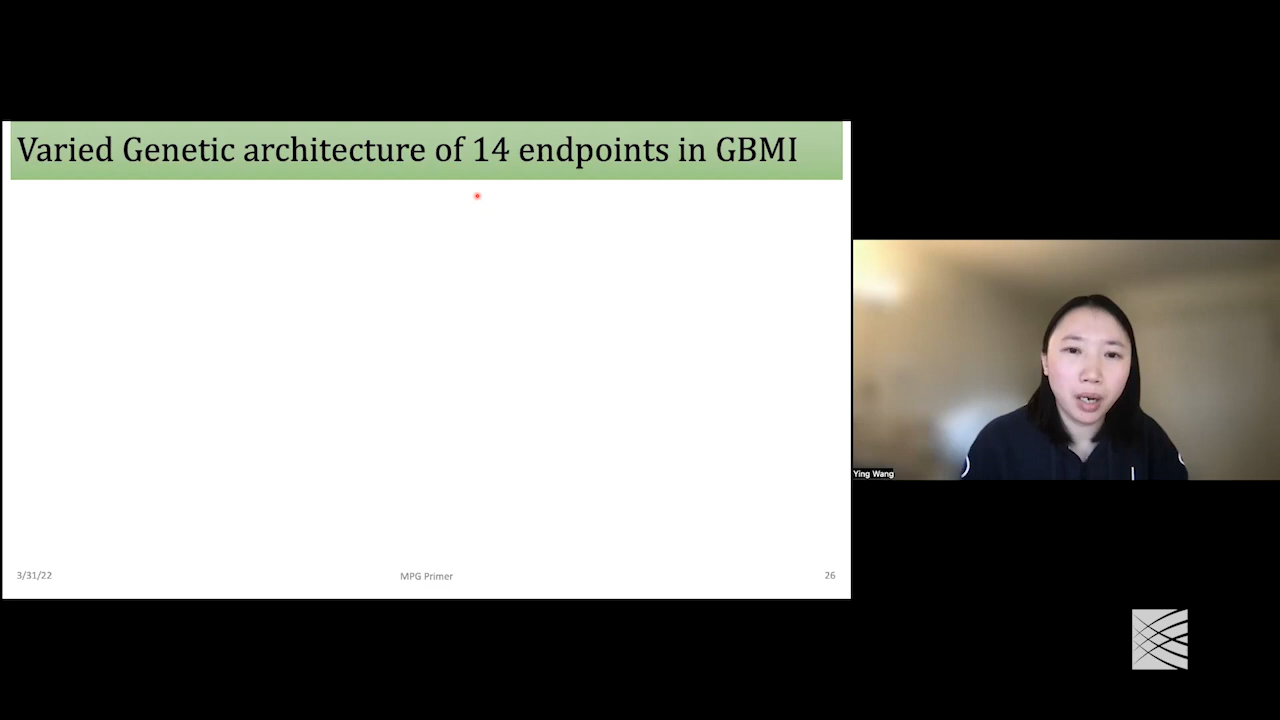 Varied Genetic architecture of 14 endpoints in GBMI
3/31/22
MPG Primer
26
Ying Wang